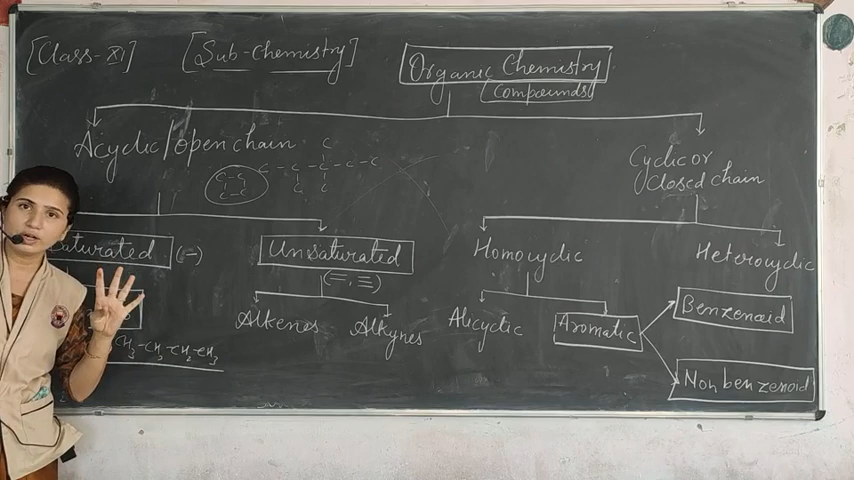 [Class-XI] [Sub-Chemistry]
Organic Chemistry
(Compounds)
Acyclic/open chain
Cyclic or
Closed chain
C
C-C-C-C-C
C C
C
C-C
C-C
Saturated (-)
Unsaturated
(=, ≡)
Homocyclic
Heterocyclic
Alkenes
Alkynes
Alicyclic
Aromatic
Benzenoid
Non benzenoid
CH3-CH2-CH2-CH3